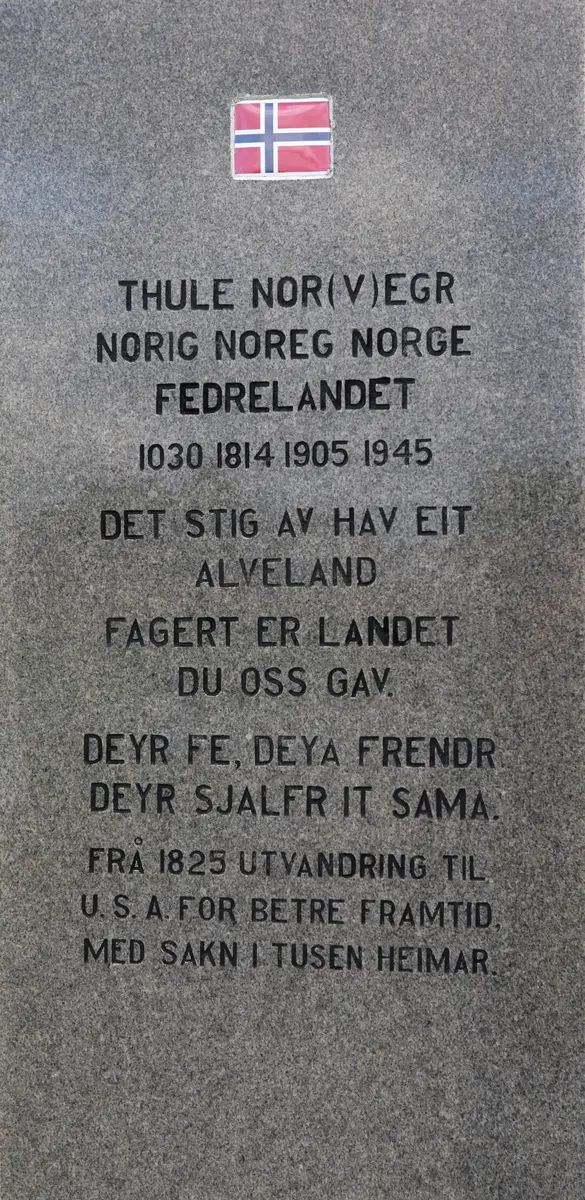 THULE NOR(V)EGR
NORIG NOREG NORGE
FEDRELANDET
1030 1814 1905 1945
DET STIG AV HAV EIT
ALVELAND
FAGERT ER LANDET
DU OSS GAV.
DEYR FE, DEYA FRENDR
DEYR SJALFR IT SAMA.
FRÅ 1825 UTVANDRING TIL
U. S. A. FOR BETRE FRAMTID,
MED SAKN I TUSEN HEIMAR.